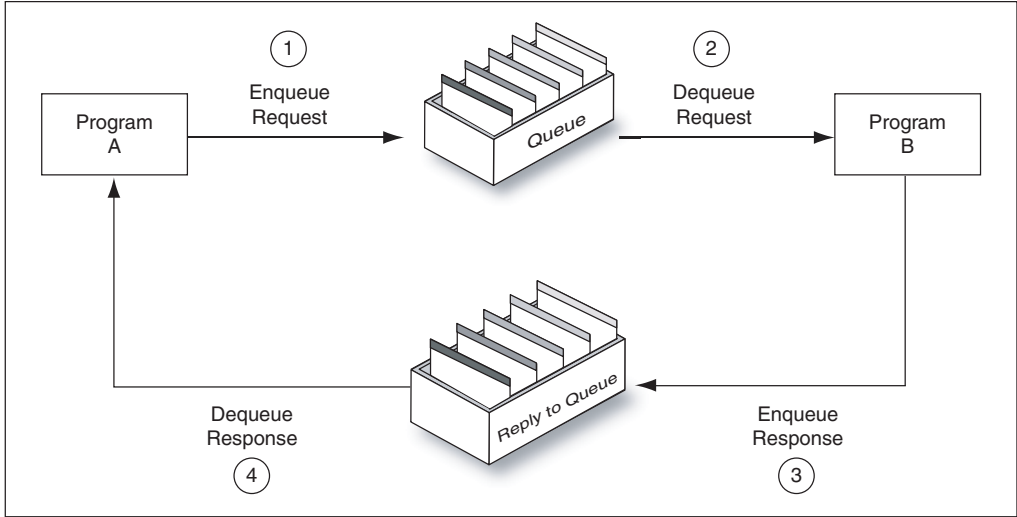 1
Enqueue
Request
2
Dequeue
Request
Program
A
Queue
Program
B
Reply to Queue
Dequeue
Response
4
Enqueue
Response
3